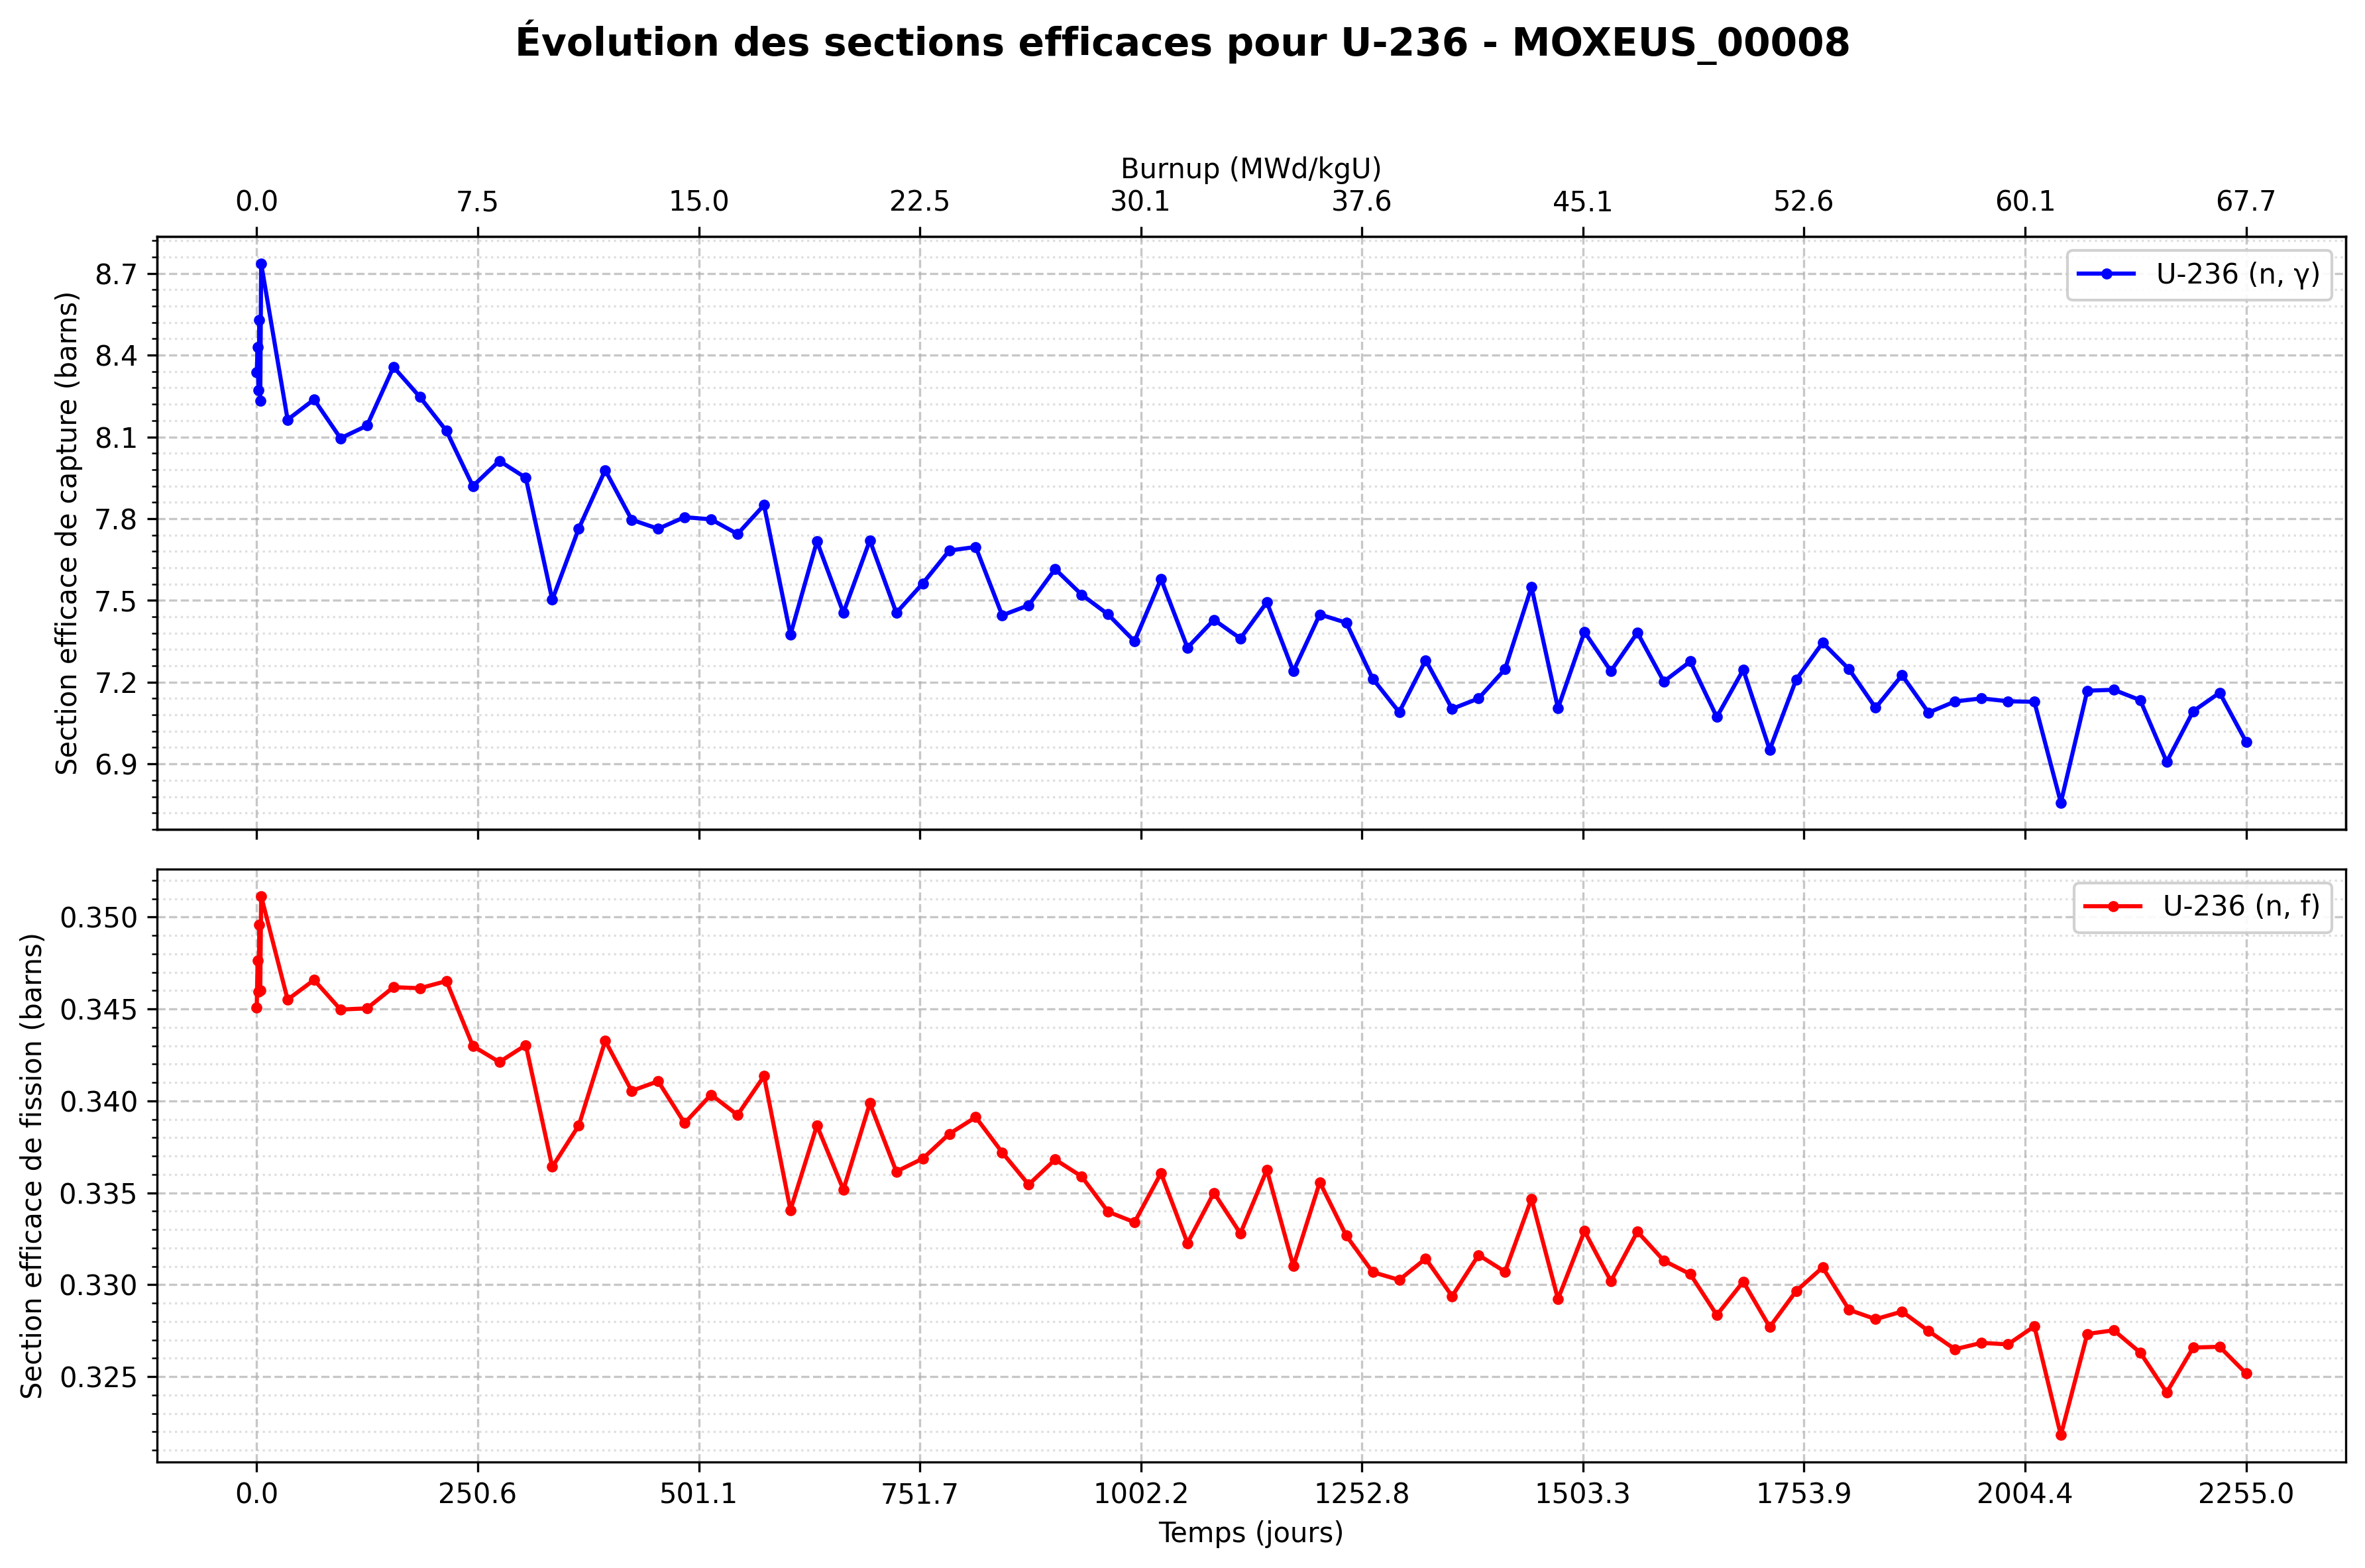 Évolution des sections efficaces pour U-236 - MOXEUS_00008
Burnup (MWd/kgU)
0.0 7.5 15.0 22.5 30.1 37.6 45.1 52.6 60.1 67.7
Section efficace de capture (barns)
8.7
8.4
8.1
7.8
7.5
7.2
6.9
U-236 (n, γ)
Section efficace de fission (barns)
0.350
0.345
0.340
0.335
0.330
0.325
U-236 (n, f)
0.0 250.6 501.1 751.7 1002.2 1252.8 1503.3 1753.9 2004.4 2255.0
Temps (jours)